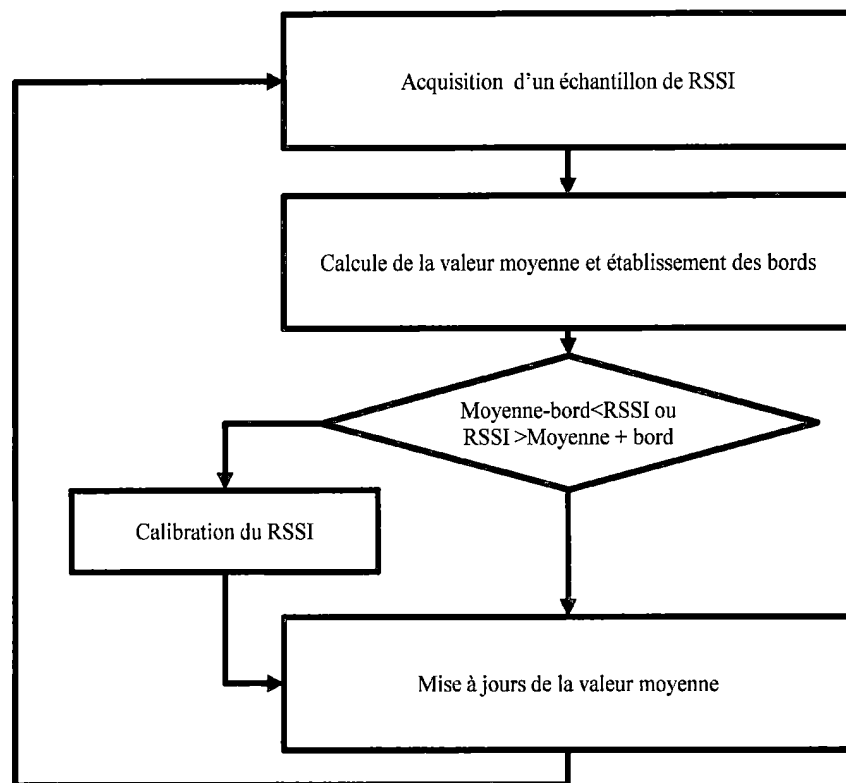 Acquisition d'un échantillon de RSSI
Calcule de la valeur moyenne et établissement des bords
Moyenne-bord<RSSI ou
RSSI >Moyenne + bord
Calibration du RSSI
Mise à jours de la valeur moyenne